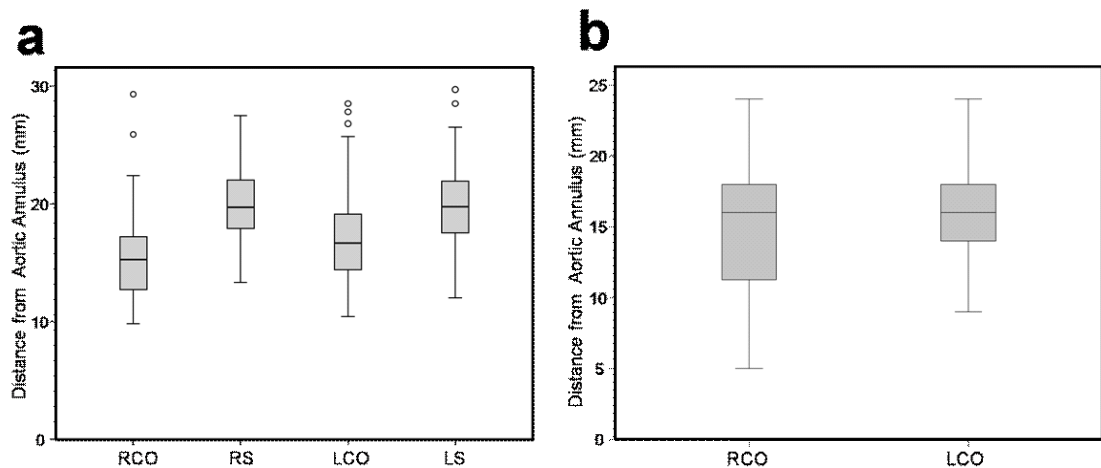 a
Distance from Aortic Annulus (mm)
30
20
10
0
RCO RS LCO LS
b
Distance from Aortic Annulus (mm)
25
20
15
10
5
0
RCO LCO